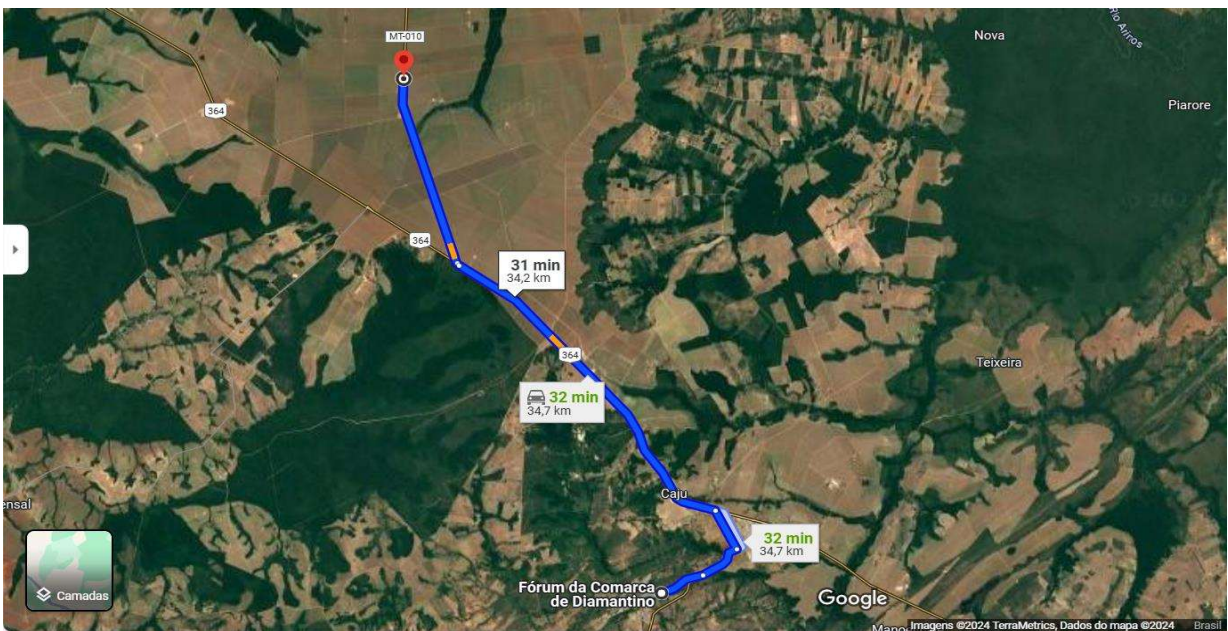 MT-010
Nova
Rio Arinos
364
Piarore
364
31 min
34,2 km
364
Teixeira
32 min
34,7 km
Caju
ensal
32 min
34,7 km
Fórum da Comarca
de Diamantino
Camadas
Google
Imagens ©2024 TerraMetrics, Dados do mapa ©2024
Brasil